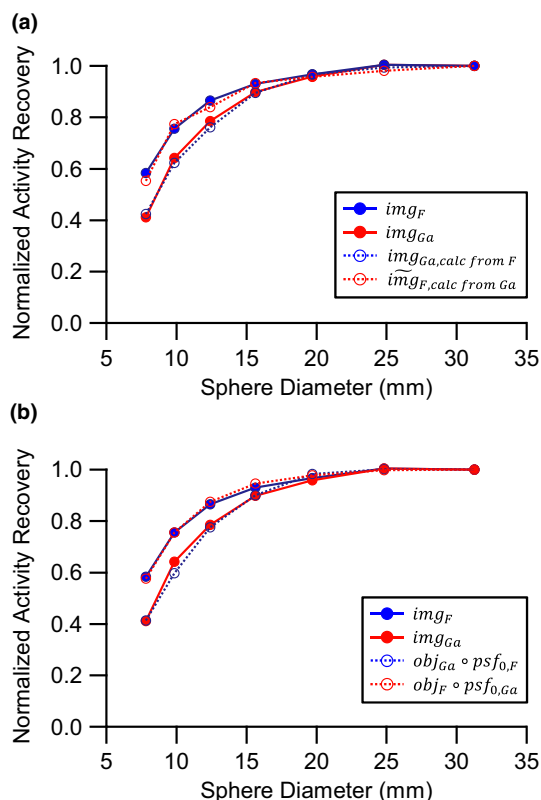 (a)
Normalized Activity Recovery
1.0
0.8
0.6
0.4
0.2
0.0
img_F
img_Ga
img_Ga,calc from F
\widetilde{img}_F,calc from Ga
5 10 15 20 25 30 35
Sphere Diameter (mm)
(b)
Normalized Activity Recovery
1.0
0.8
0.6
0.4
0.2
0.0
img_F
img_Ga
obj_Ga ∘ psf_0,F
obj_F ∘ psf_0,Ga
5 10 15 20 25 30 35
Sphere Diameter (mm)